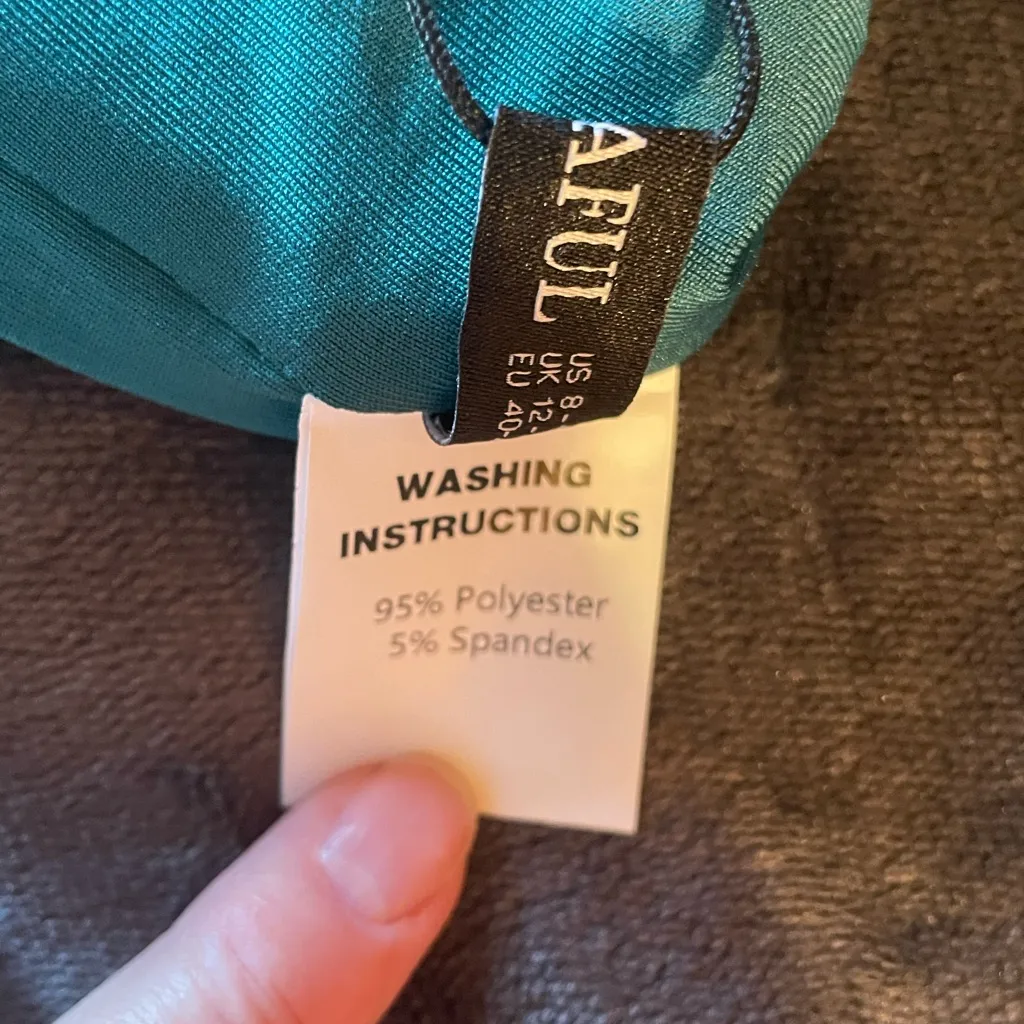 AFUL
US 8-
UK 12-
EU 40-
WASHING
INSTRUCTIONS
95% Polyester
5% Spandex